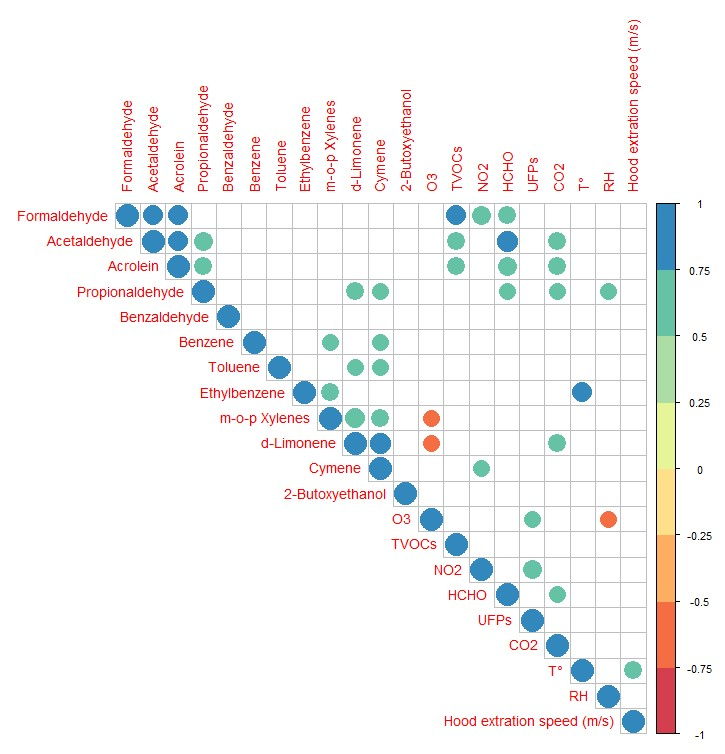 Formaldehyde
Acetaldehyde
Acrolein
Propionaldehyde
Benzaldehyde
Benzene
Toluene
Ethylbenzene
m-o-p Xylenes
d-Limonene
Cymene
2-Butoxyethanol
O3
TVOCs
NO2
HCHO
UFPs
CO2
T°
RH
Hood extration speed (m/s)
Formaldehyde
Acetaldehyde
Acrolein
Propionaldehyde
Benzaldehyde
Benzene
Toluene
Ethylbenzene
m-o-p Xylenes
d-Limonene
Cymene
2-Butoxyethanol
O3
TVOCs
NO2
HCHO
UFPs
CO2
T°
RH
Hood extration speed (m/s)
1
0.75
0.5
0.25
0
-0.25
-0.5
-0.75
-1